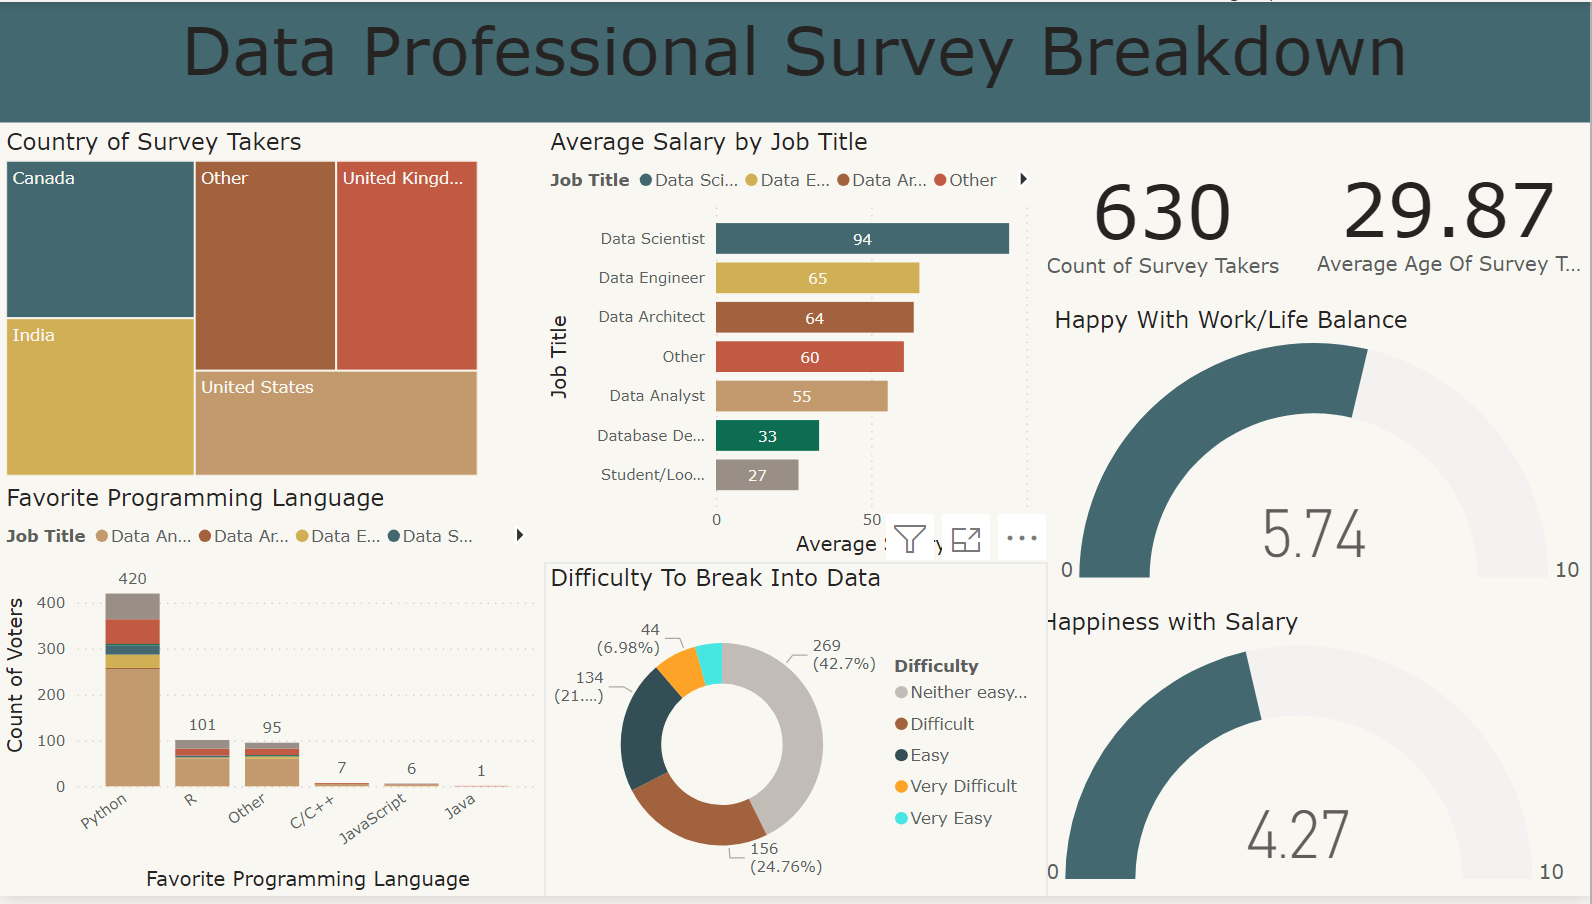 Data Professional Survey Breakdown
Country of Survey Takers
Canada
Other
United Kingd...
India
United States
Average Salary by Job Title
Job Title Data Sci... Data E... Data Ar... Other
Job Title
Data Scientist 94
Data Engineer 65
Data Architect 64
Other 60
Data Analyst 55
Database De... 33
Student/Loo... 27
0 50
Average
630
Count of Survey Takers
29.87
Average Age Of Survey T...
Happy With Work/Life Balance
5.74
0 10
Happiness with Salary
4.27
0 10
Favorite Programming Language
Job Title Data An... Data Ar... Data E... Data S...
Count of Voters
400
300
200
100
0
420
101
95
7
6
1
Python
R
Other
C/C++
JavaScript
Java
Favorite Programming Language
Difficulty To Break Into Data
44
(6.98%)
269
(42.7%)
134
(21....)
156
(24.76%)
Difficulty
Neither easy...
Difficult
Easy
Very Difficult
Very Easy